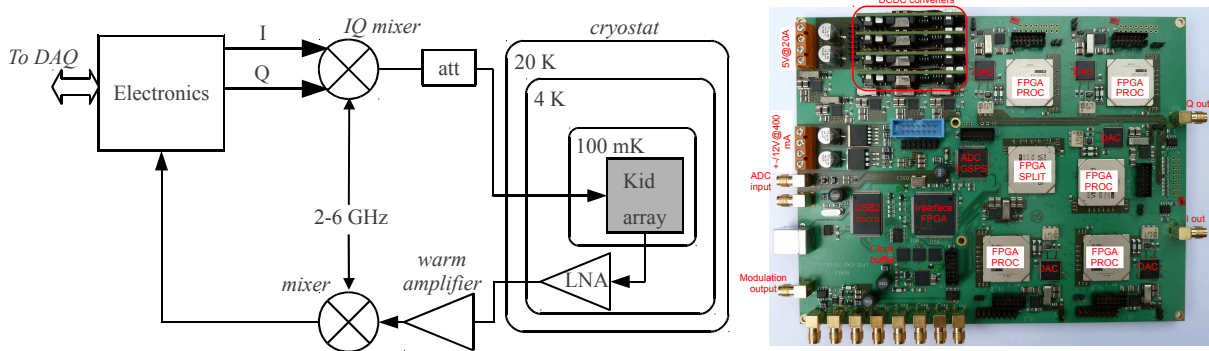 To DAQ
Electronics
I
Q
IQ mixer
att
cryostat
20 K
4 K
100 mK
Kid
array
2-6 GHz
warm
amplifier
LNA
mixer
DCDC converters
5V@20A
+-/12V@400
mA
ADC
input
Modulation
output
USB2
micro
Interface
FPGA
ADC
1GSPS
Clock
buffer
DAC
FPGA
PROC
DAC
FPGA
PROC
Q out
DAC
FPGA
SPLIT
FPGA
PROC
I out
FPGA
PROC
DAC
FPGA
PROC
DAC